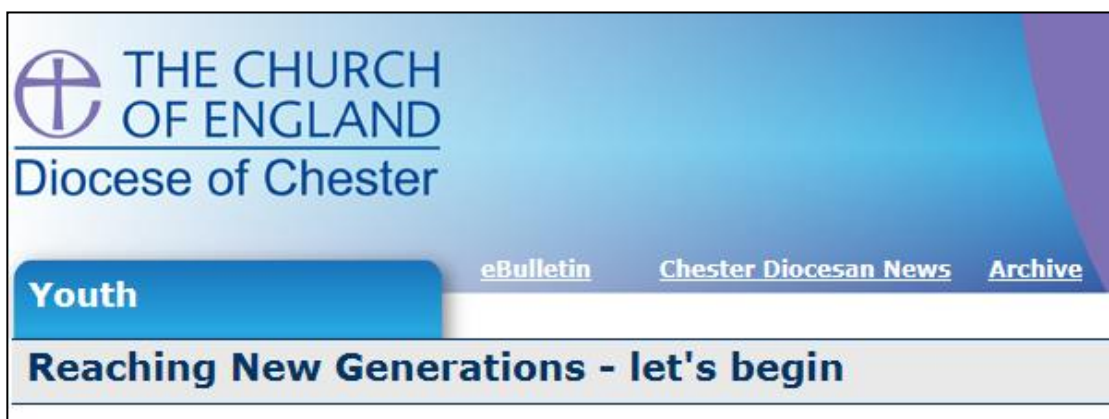 THE CHURCH
OF ENGLAND
Diocese of Chester
eBulletin Chester Diocesan News Archive
Youth
Reaching New Generations - let's begin